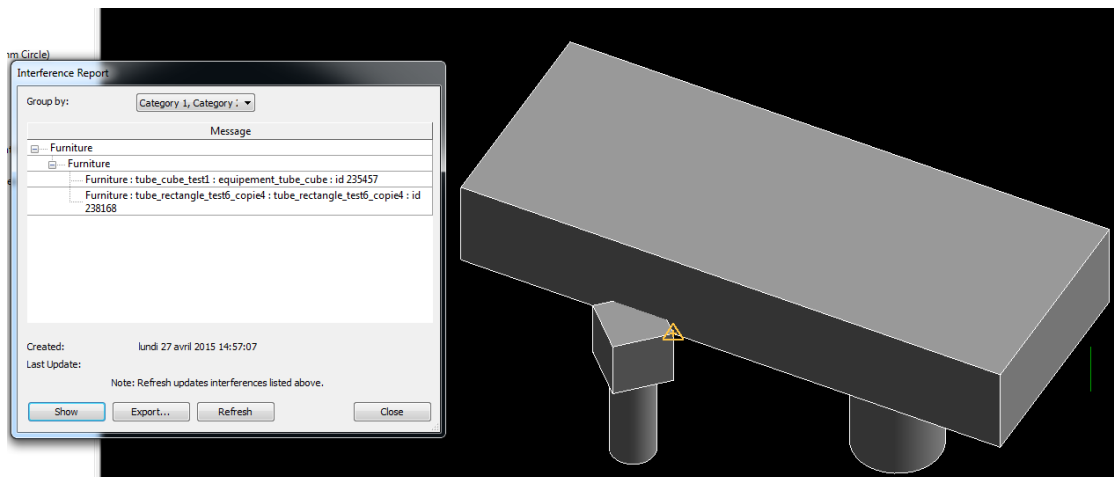 Circle)
Interference Report
Group by:
Category 1, Category
Message
Furniture
Furniture
Furniture : tube_cube_test1 : equipement_tube_cube : id 235457
Furniture : tube_rectangle_test6_copie4 : tube_rectangle_test6_copie4 : id
238168
Created: lundi 27 avril 2015 14:57:07
Last Update:
Note: Refresh updates interferences listed above.
Show Export... Refresh Close